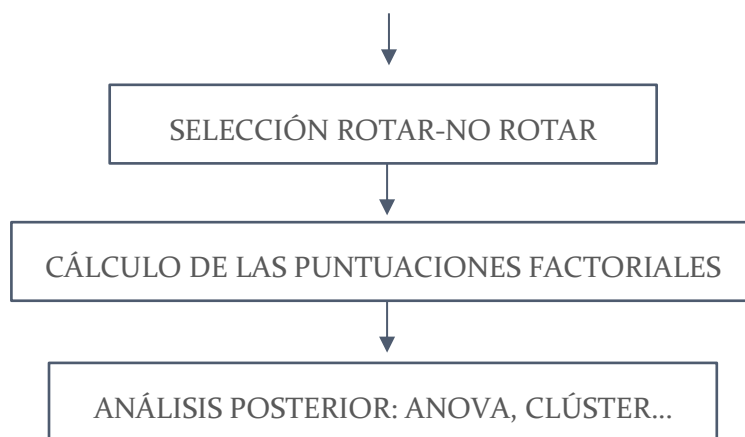 SELECCIÓN ROTAR-NO ROTAR
CÁLCULO DE LAS PUNTUACIONES FACTORIALES
ANÁLISIS POSTERIOR: ANOVA, CLÚSTER...